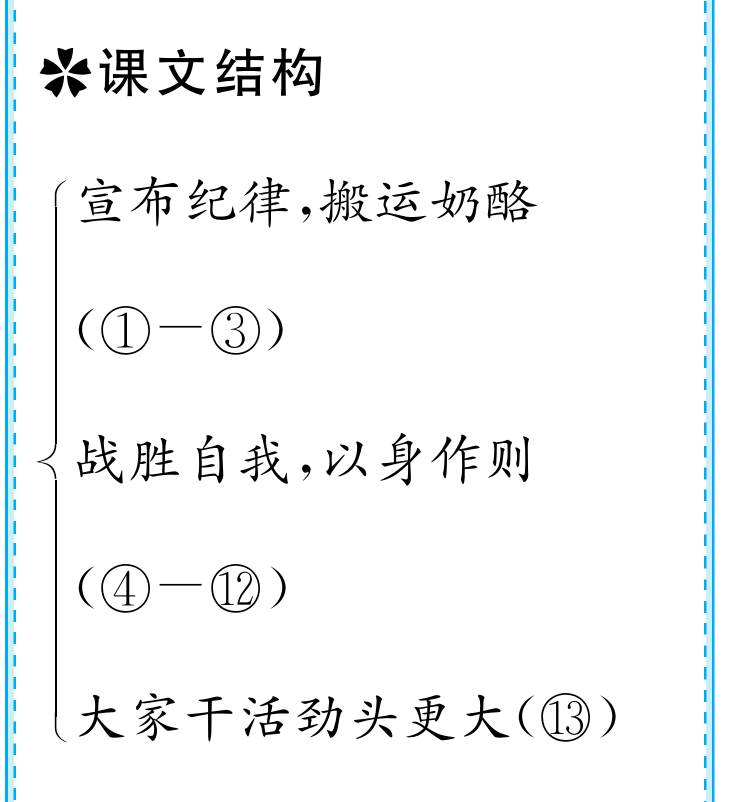 课文结构
宣布纪律,搬运奶酪
(①—③)
战胜自我,以身作则
(④—⑫)
大家干活劲头更大(⑬)